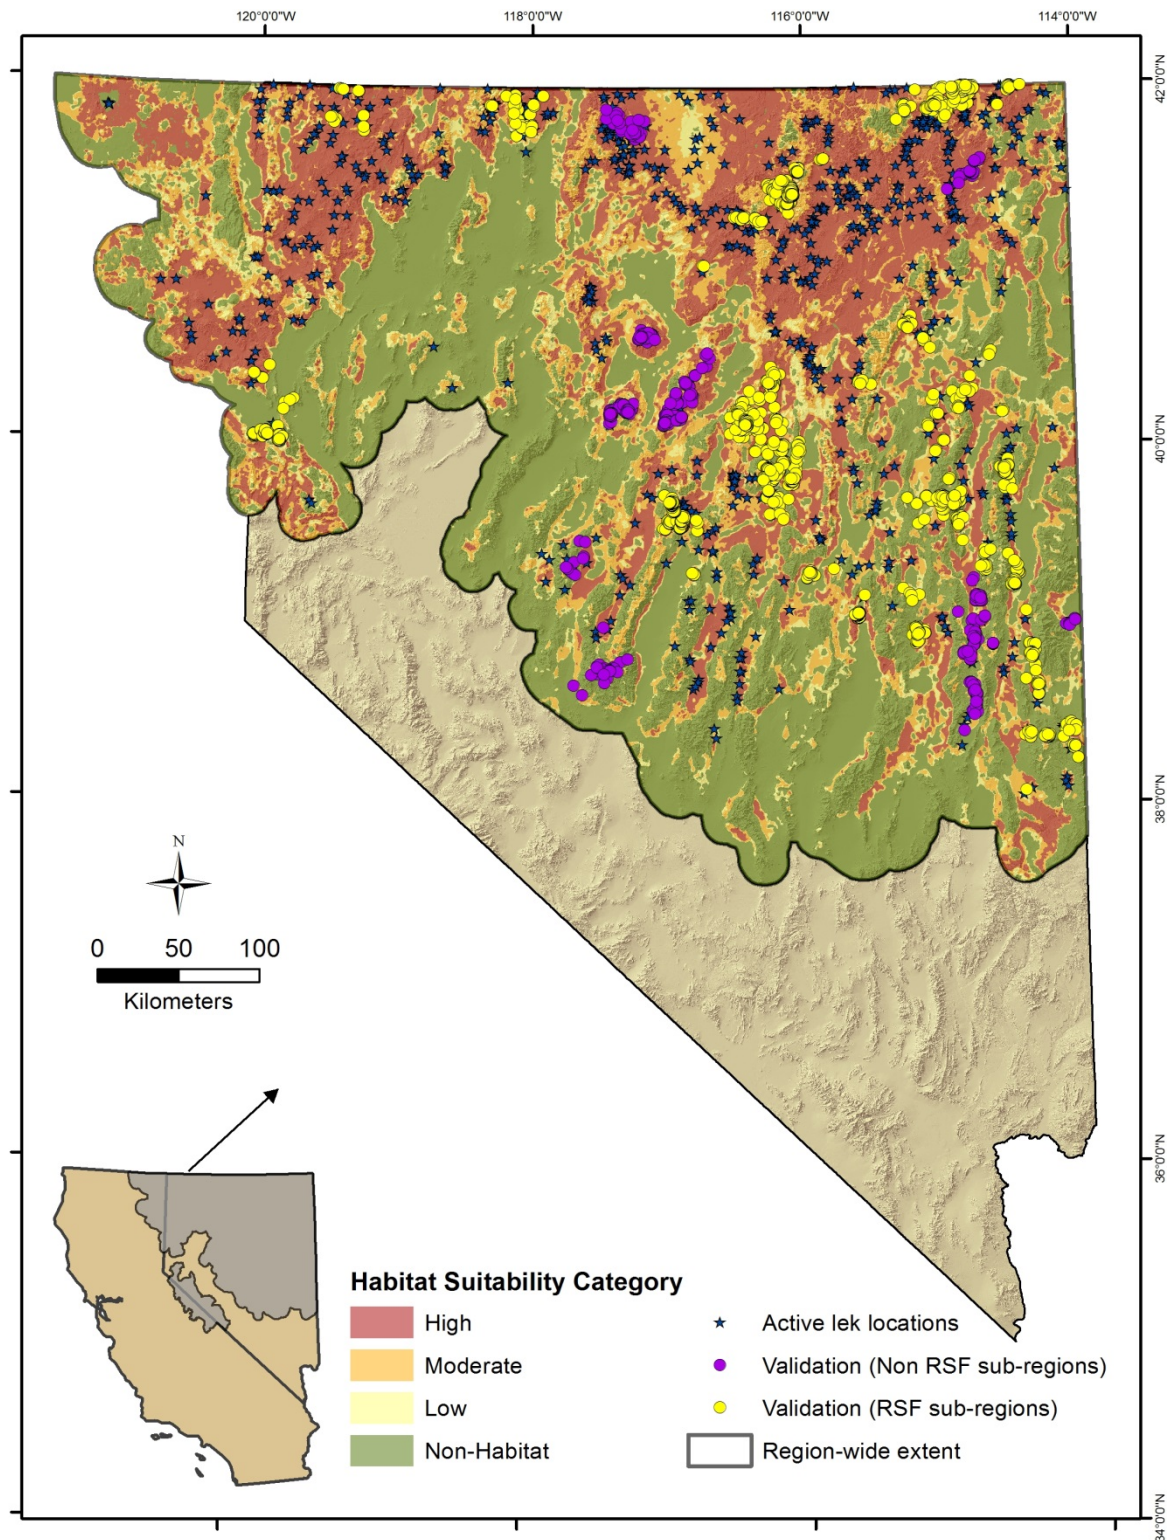 120°0'0"W
118°0'0"W
116°0'0"W
114°0'0"W
42°0'0"N
40°0'0"N
38°0'0"N
36°0'0"N
34°0'0"N
N
0 50 100
Kilometers
Habitat Suitability Category
High
Moderate
Low
Non-Habitat
Active lek locations
Validation (Non RSF sub-regions)
Validation (RSF sub-regions)
Region-wide extent